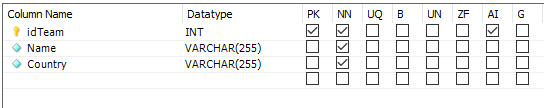 Column Name Datatype PK NN UQ B UN ZF AI G
idTeam INT
Name VARCHAR(255)
Country VARCHAR(255)